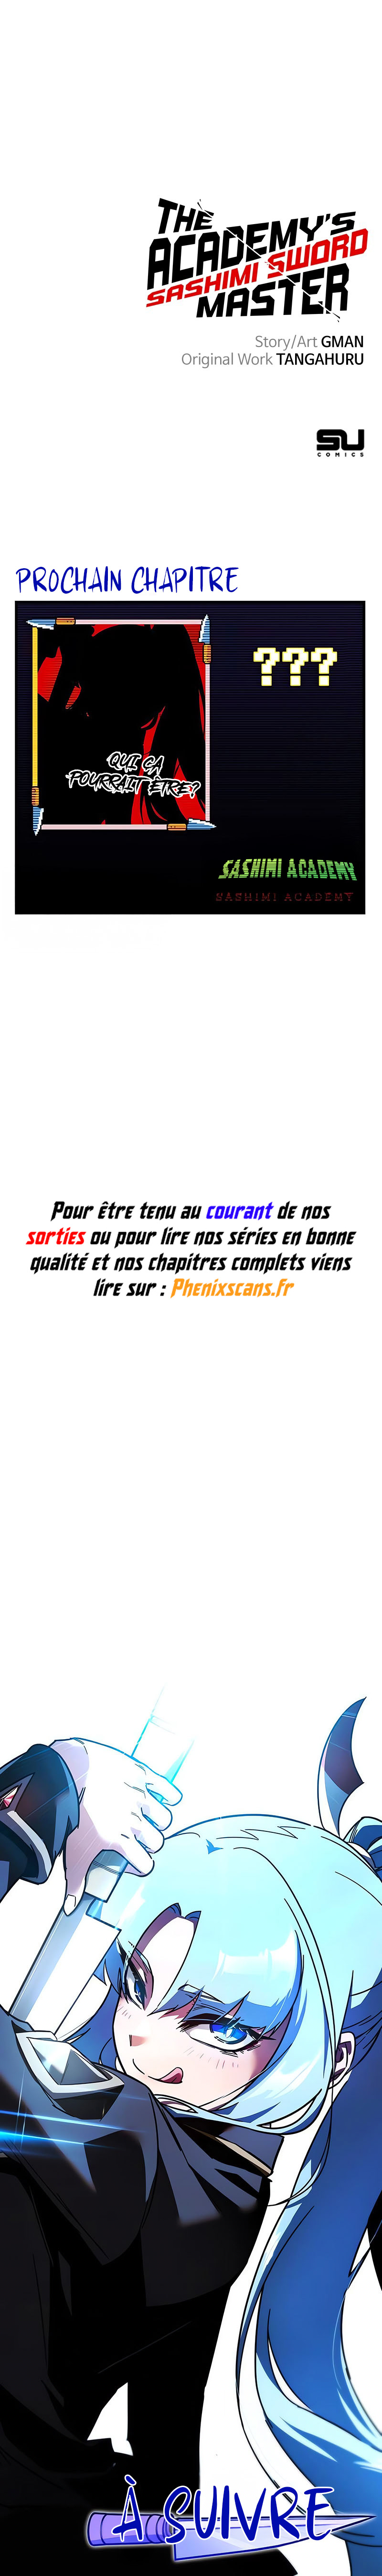 THE
ACADEMY'S
SASHIMI SWORD
MASTER
Story/Art GMAN
Original Work TANGAHURU
SU
COMICS
PROCHAIN CHAPITRE
???
QUI ÇA
POURRAIT ÊTRE?
SASHIMI ACADEMY
SASHIMI ACADEMY
Pour être tenu au courant de nos
sorties ou pour lire nos séries en bonne
qualité et nos chapitres complets viens
lire sur : Phenixscans.fr
À SUIVRE